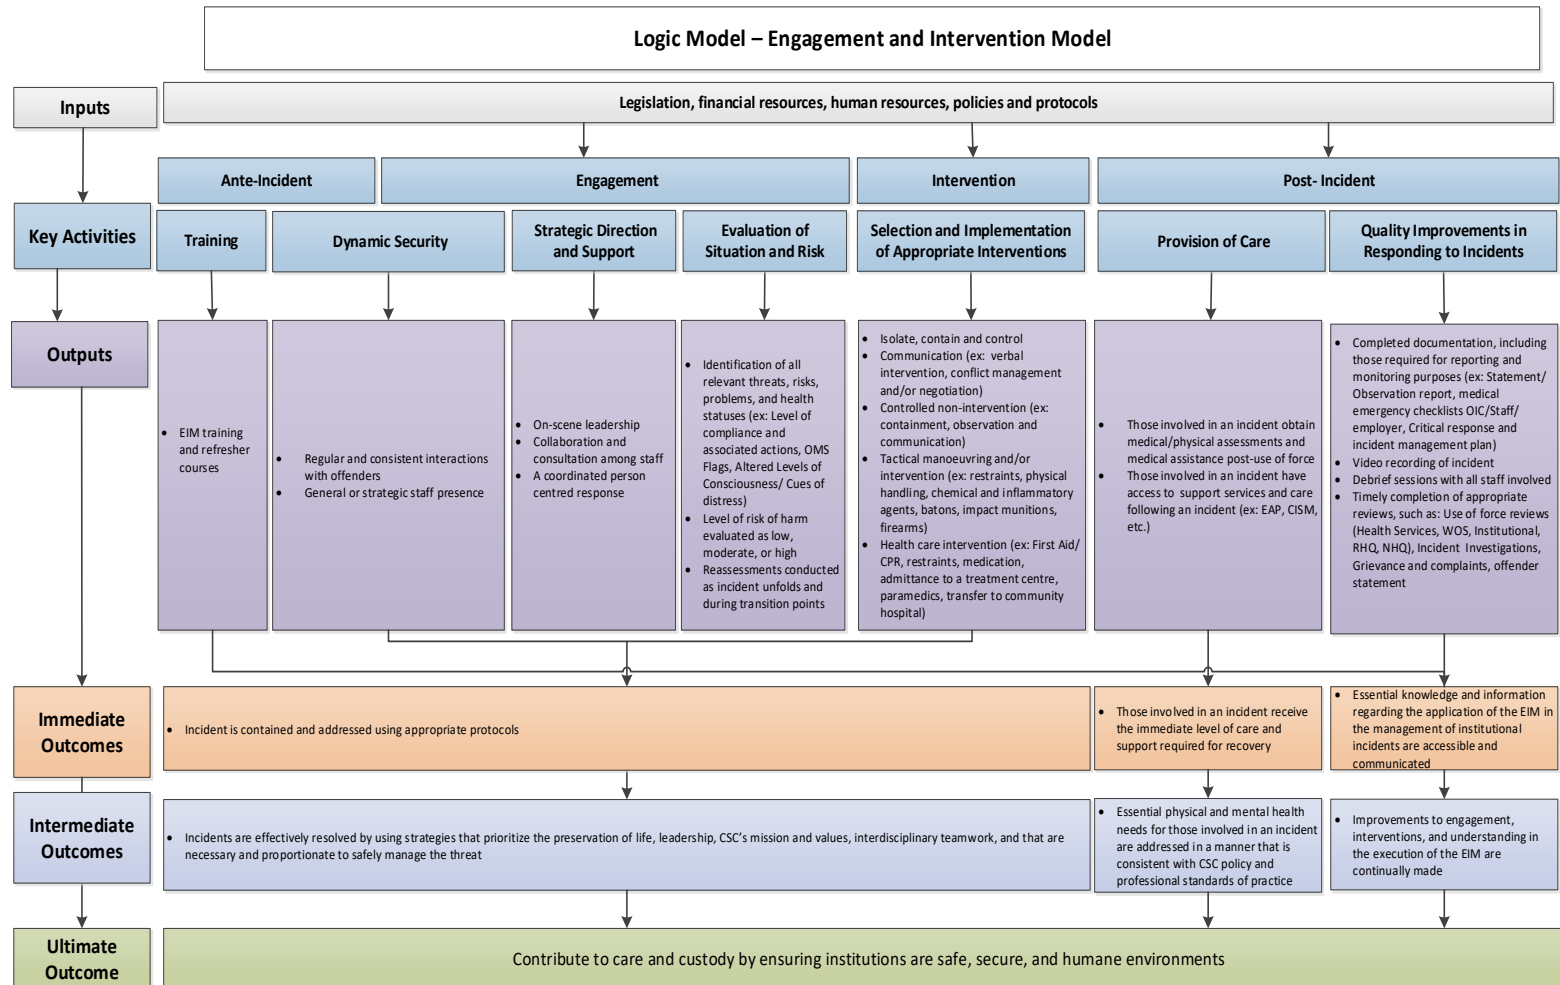 Logic Model – Engagement and Intervention Model
Inputs
Legislation, financial resources, human resources, policies and protocols
Ante-Incident
Engagement
Intervention
Post- Incident
Key Activities
Training
Dynamic Security
Strategic Direction
and Support
Evaluation of
Situation and Risk
Selection and Implementation
of Appropriate Interventions
Provision of Care
Quality Improvements in
Responding to Incidents
Outputs
• EIM training
and refresher
courses
• Regular and consistent interactions
with offenders
• General or strategic staff presence
• On-scene leadership
• Collaboration and
consultation among staff
• A coordinated person
centred response
• Identification of all
relevant threats, risks,
problems, and health
statuses (ex: Level of
compliance and
associated actions, OMS
Flags, Altered Levels of
Consciousness/ Cues of
distress)
• Level of risk of harm
evaluated as low,
moderate, or high
• Reassessments conducted
as incident unfolds and
during transition points
• Isolate, contain and control
• Communication (ex: verbal
intervention, conflict management
and/or negotiation)
• Controlled non-intervention (ex:
containment, observation and
communication)
• Tactical manoeuvring and/or
intervention (ex: restraints, physical
handling, chemical and inflammatory
agents, batons, impact munitions,
firearms)
• Health care intervention (ex: First Aid/
CPR, restraints, medication,
admittance to a treatment centre,
paramedics, transfer to community
hospital)
• Those involved in an incident obtain
medical/physical assessments and
medical assistance post-use of force
• Those involved in an incident have
access to support services and care
following an incident (ex: EAP, CISM,
etc.)
• Completed documentation, including
those required for reporting and
monitoring purposes (ex: Statement/
Observation report, medical
emergency checklists OIC/Staff/
employer, Critical response and
incident management plan)
• Video recording of incident
• Debrief sessions with all staff involved
• Timely completion of appropriate
reviews, such as: Use of force reviews
(Health Services, WOS, Institutional,
RHQ, NHQ), Incident Investigations,
Grievance and complaints, offender
statement
Immediate
Outcomes
• Incident is contained and addressed using appropriate protocols
• Those involved in an incident receive
the immediate level of care and
support required for recovery
• Essential knowledge and information
regarding the application of the EIM in
the management of institutional
incidents are accessible and
communicated
Intermediate
Outcomes
• Incidents are effectively resolved by using strategies that prioritize the preservation of life, leadership, CSC's mission and values, interdisciplinary teamwork, and that are
necessary and proportionate to safely manage the threat
• Essential physical and mental health
needs for those involved in an incident
are addressed in a manner that is
consistent with CSC policy and
professional standards of practice
• Improvements to engagement,
interventions, and understanding in
the execution of the EIM are
continually made
Ultimate
Outcome
Contribute to care and custody by ensuring institutions are safe, secure, and humane environments